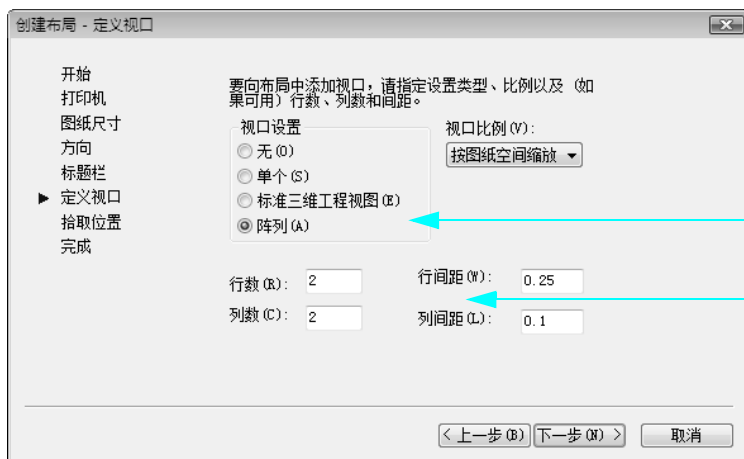 创建布局 - 定义视口
开始
打印机
图纸尺寸
方向
标题栏
定义视口
拾取位置
完成
要向布局中添加视口，请指定设置类型、比例以及（如
果可用）行数、列数和间距。
视口设置
无(O)
单个(S)
标准三维工程视图(E)
阵列(A)
视口比例(V):
按图纸空间缩放
行数(R): 2
行间距(W): 0.25
列数(C): 2
列间距(L): 0.1
< 上一步(B)
下一步(N) >
取消